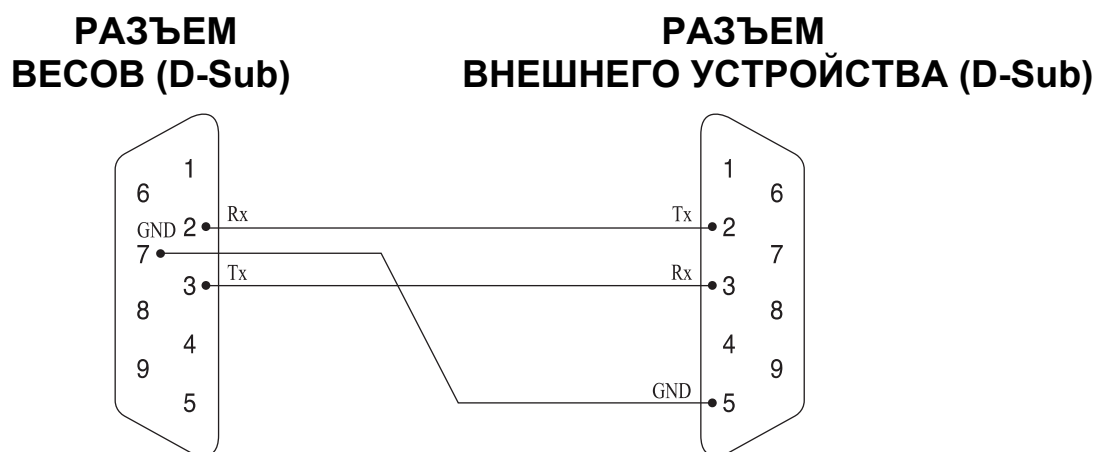 РАЗЪЕМ
ВЕСОВ (D-Sub)
РАЗЪЕМ
ВНЕШНЕГО УСТРОЙСТВА (D-Sub)
1
6
GND 2 Rx
7
3 Tx
8
4
9
5
1
6
Tx 2
7
Rx 3
8
4
9
GND 5